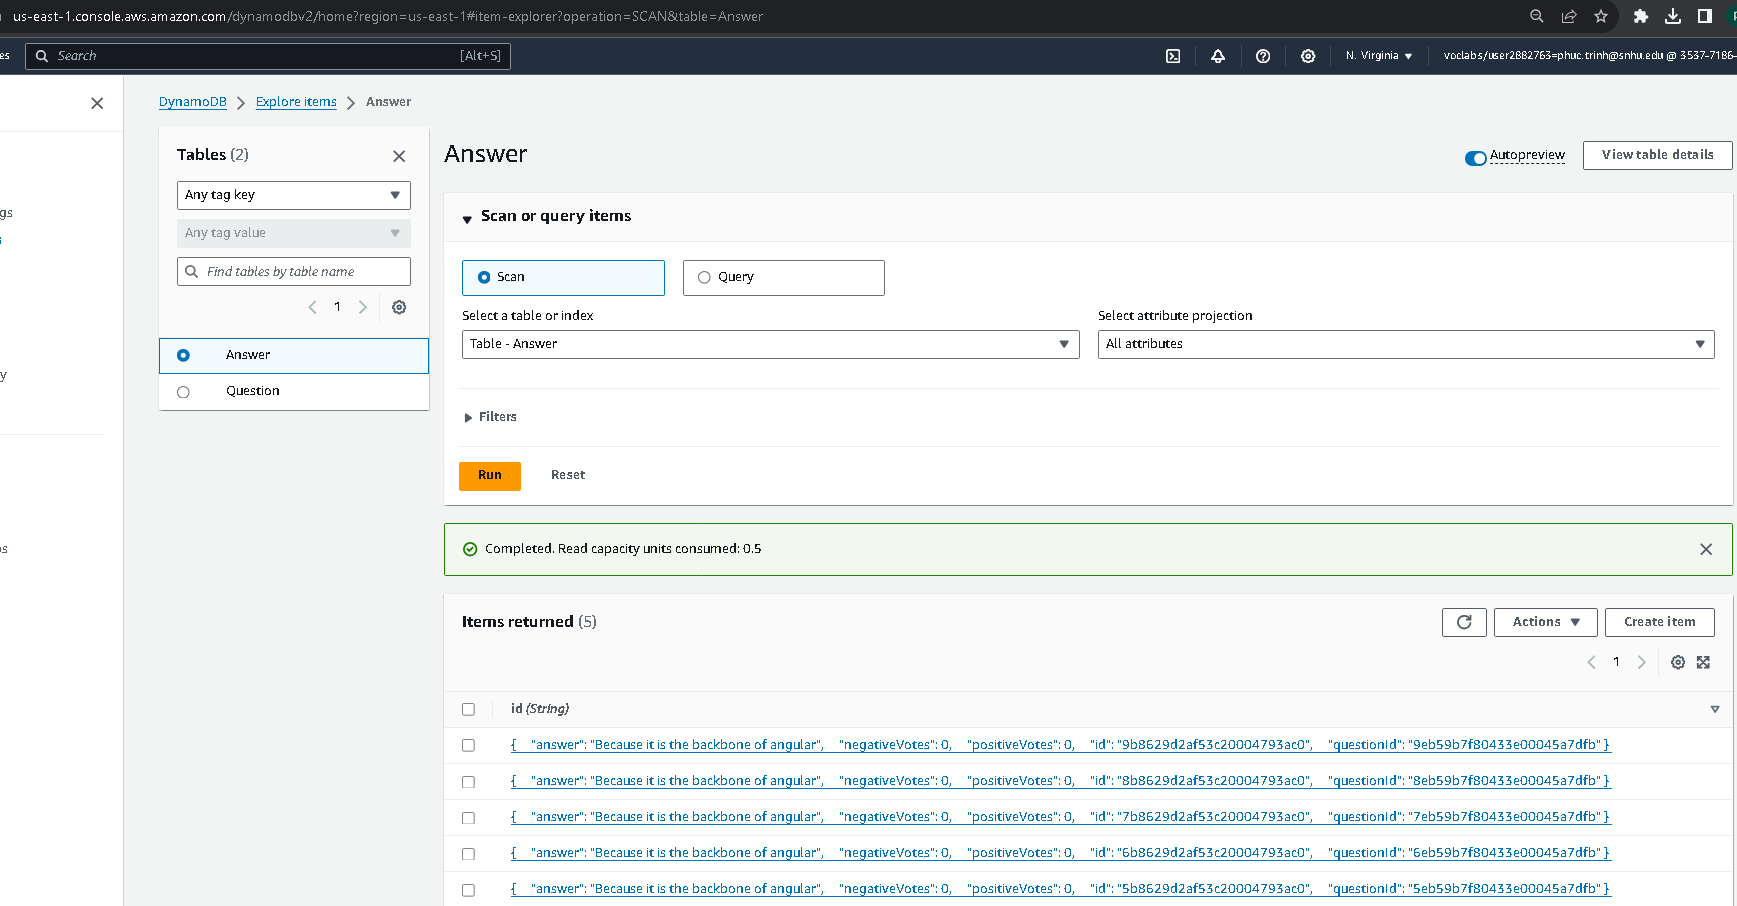 us-east-1.console.aws.amazon.com/dynamodbv2/home?region=us-east-1#item-explorer?operation=SCAN&table=Answer
es Search [Alt+S] N. Virginia voclabs/user2882763=phuc.trinh@snhu.edu @ 3537-7186-
DynamoDB Explore items Answer
Tables (2)
Any tag key
Any tag value
Find tables by table name
1
Answer
Question
gs
y
Answer
Autopreview View table details
Scan or query items
Scan Query
Select a table or index Select attribute projection
Table - Answer All attributes
Filters
Run Reset
Completed. Read capacity units consumed: 0.5
Items returned (5)
Actions Create item
1
id (String)
{ "answer": "Because it is the backbone of angular", "negativeVotes": 0, "positiveVotes": 0, "id": "9b8629d2af53c20004793ac0", "questionId": "9eb59b7f80433e00045a7dfb" }
{ "answer": "Because it is the backbone of angular", "negativeVotes": 0, "positiveVotes": 0, "id": "8b8629d2af53c20004793ac0", "questionId": "8eb59b7f80433e00045a7dfb" }
{ "answer": "Because it is the backbone of angular", "negativeVotes": 0, "positiveVotes": 0, "id": "7b8629d2af53c20004793ac0", "questionId": "7eb59b7f80433e00045a7dfb" }
{ "answer": "Because it is the backbone of angular", "negativeVotes": 0, "positiveVotes": 0, "id": "6b8629d2af53c20004793ac0", "questionId": "6eb59b7f80433e00045a7dfb" }
{ "answer": "Because it is the backbone of angular", "negativeVotes": 0, "positiveVotes": 0, "id": "5b8629d2af53c20004793ac0", "questionId": "5eb59b7f80433e00045a7dfb" }